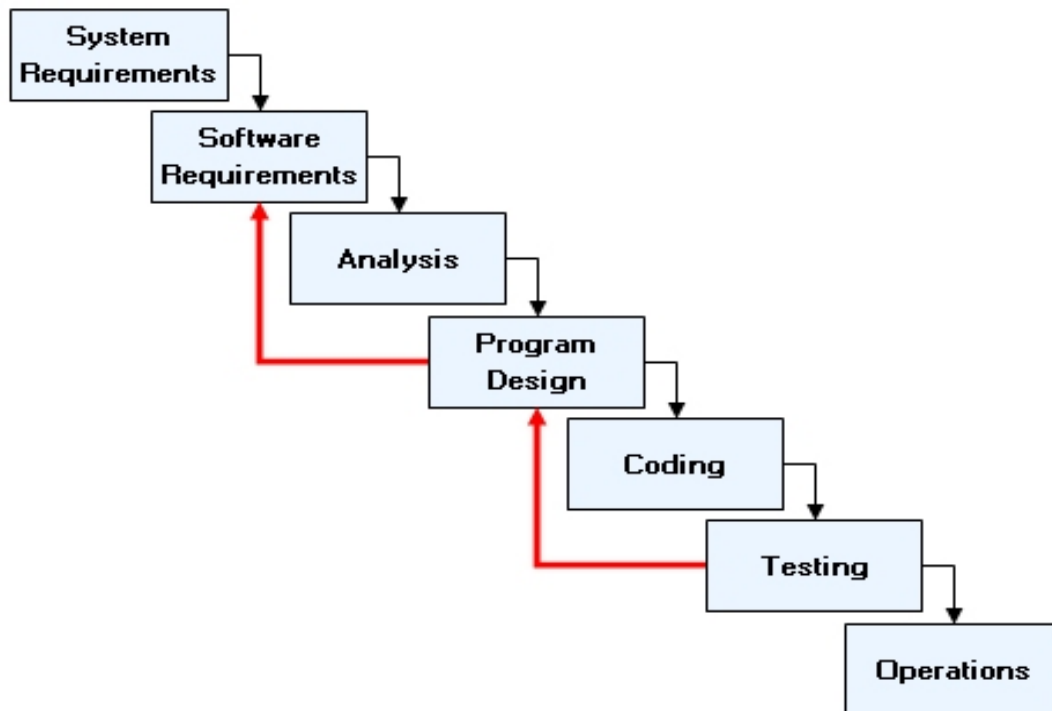 System
Requirements
Software
Requirements
Analysis
Program
Design
Coding
Testing
Operations